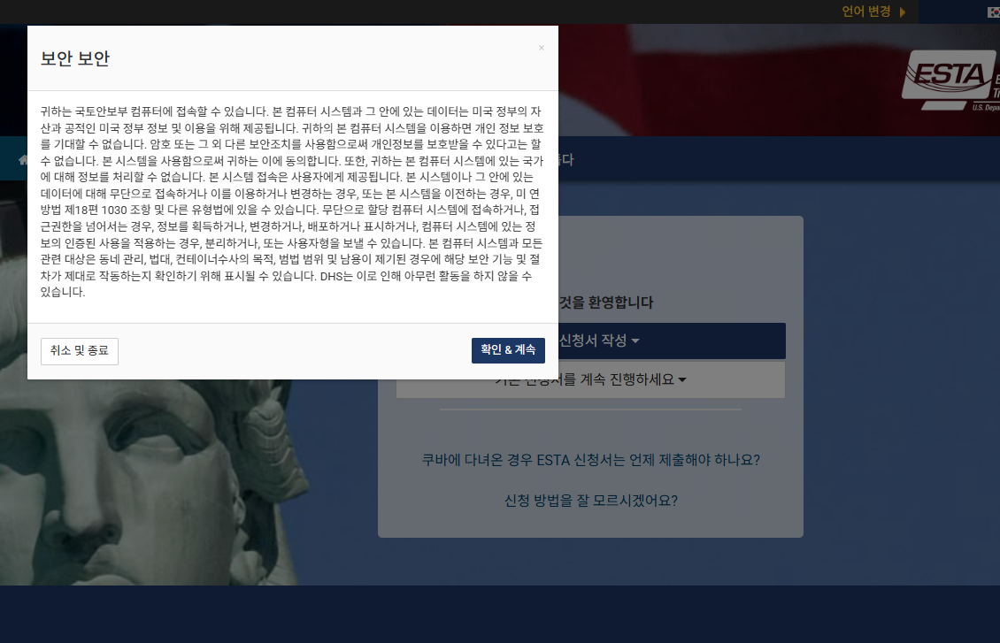 언어 변경
보안 보안
×
귀하는 국토안보부 컴퓨터에 접속할 수 있습니다. 본 컴퓨터 시스템과 그 안에 있는 데이터는 미국 정부의 자
산과 공적인 미국 정부 정보 및 이용을 위해 제공됩니다. 귀하의 본 컴퓨터 시스템을 이용하면 개인 정보 보호
를 기대할 수 없습니다. 암호 또는 그 외 다른 보안조치를 사용함으로써 개인정보를 보호받을 수 있다고는 할
수 없습니다. 본 시스템을 사용함으로써 귀하는 이에 동의합니다. 또한, 귀하는 본 컴퓨터 시스템에 있는 국가
에 대해 정보를 처리할 수 없습니다. 본 시스템 접속은 사용자에게 제공됩니다. 본 시스템이나 그 안에 있는
데이터에 대해 무단으로 접속하거나 이를 이용하거나 변경하는 경우, 또는 본 시스템을 이전하는 경우, 미 연
방법 제18편 1030 조항 및 다른 유형법에 있을 수 있습니다. 무단으로 할당 컴퓨터 시스템에 접속하거나, 접
근권한을 넘어서는 경우, 정보를 획득하거나, 변경하거나, 배포하거나 표시하거나, 컴퓨터 시스템에 있는 정
보의 인증된 사용을 적용하는 경우, 분리하거나, 또는 사용자형을 보낼 수 있습니다. 본 컴퓨터 시스템과 모든
관련 대상은 동네 관리, 법대, 컨테이너수사의 목적, 범법 범위 및 남용이 제기된 경우에 해당 보안 기능 및 절
차가 제대로 작동하는지 확인하기 위해 표시될 수 있습니다. DHS는 이로 인해 아무런 활동을 하지 않을 수
있습니다.
취소 및 종료
확인 & 계속
ESTA
U.S.
것을 환영합니다
신청서 작성
계속 진행하세요
쿠바에 다녀온 경우 ESTA 신청서는 언제 제출해야 하나요?
신청 방법을 잘 모르시겠어요?